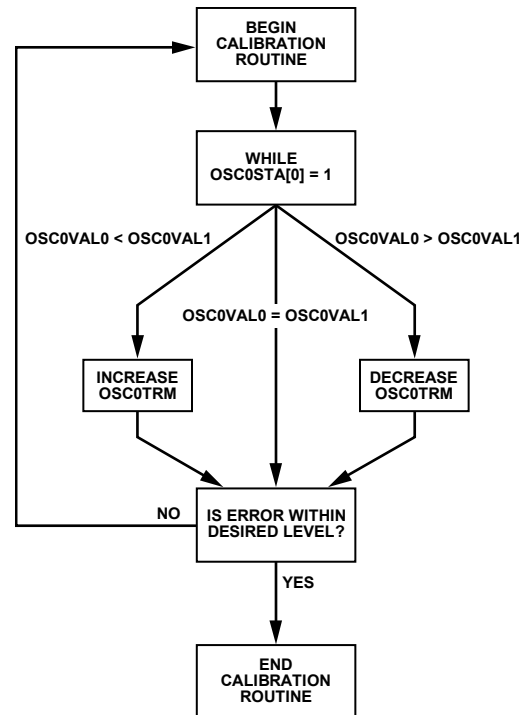 BEGIN
CALIBRATION
ROUTINE
WHILE
OSC0STA[0] = 1
OSC0VAL0 < OSC0VAL1
OSC0VAL0 > OSC0VAL1
OSC0VAL0 = OSC0VAL1
INCREASE
OSC0TRM
DECREASE
OSC0TRM
NO
IS ERROR WITHIN
DESIRED LEVEL?
YES
END
CALIBRATION
ROUTINE